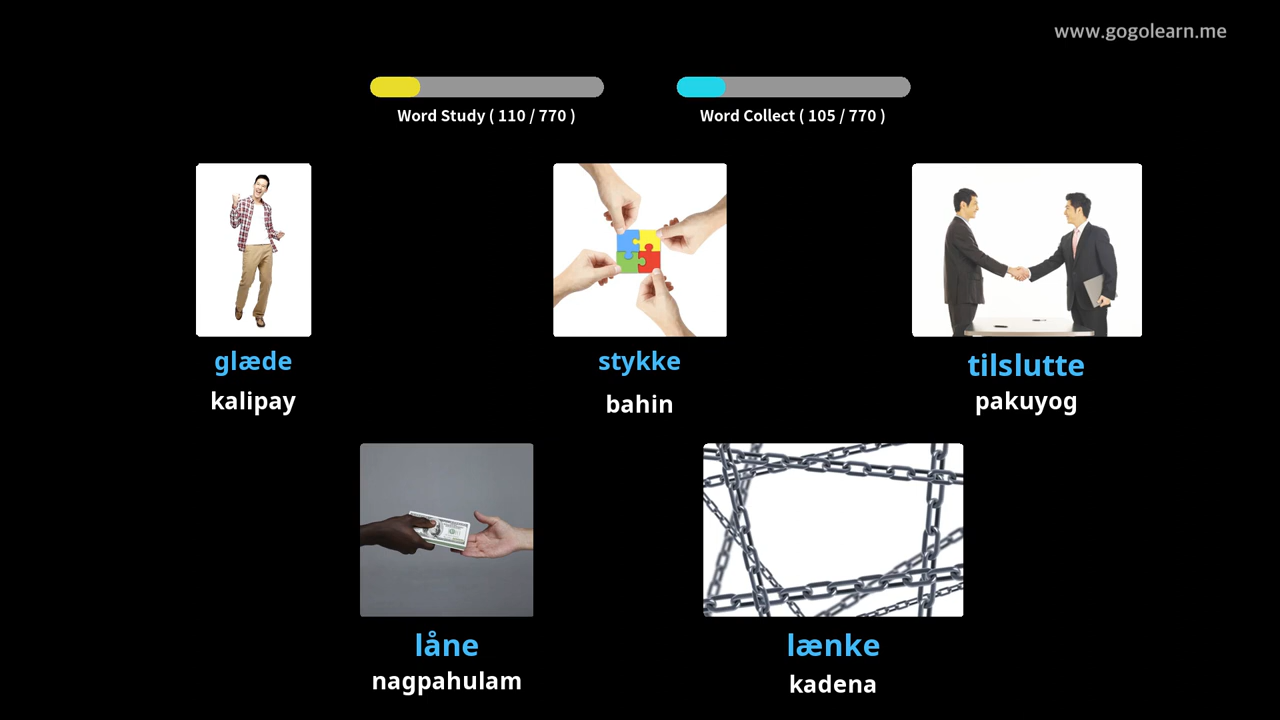 www.gogolearn.me
Word Study ( 110 / 770 )
Word Collect ( 105 / 770 )
glæde
kalipay
stykke
bahin
tilslutte
pakuyog
låne
nagpahulam
lænke
kadena